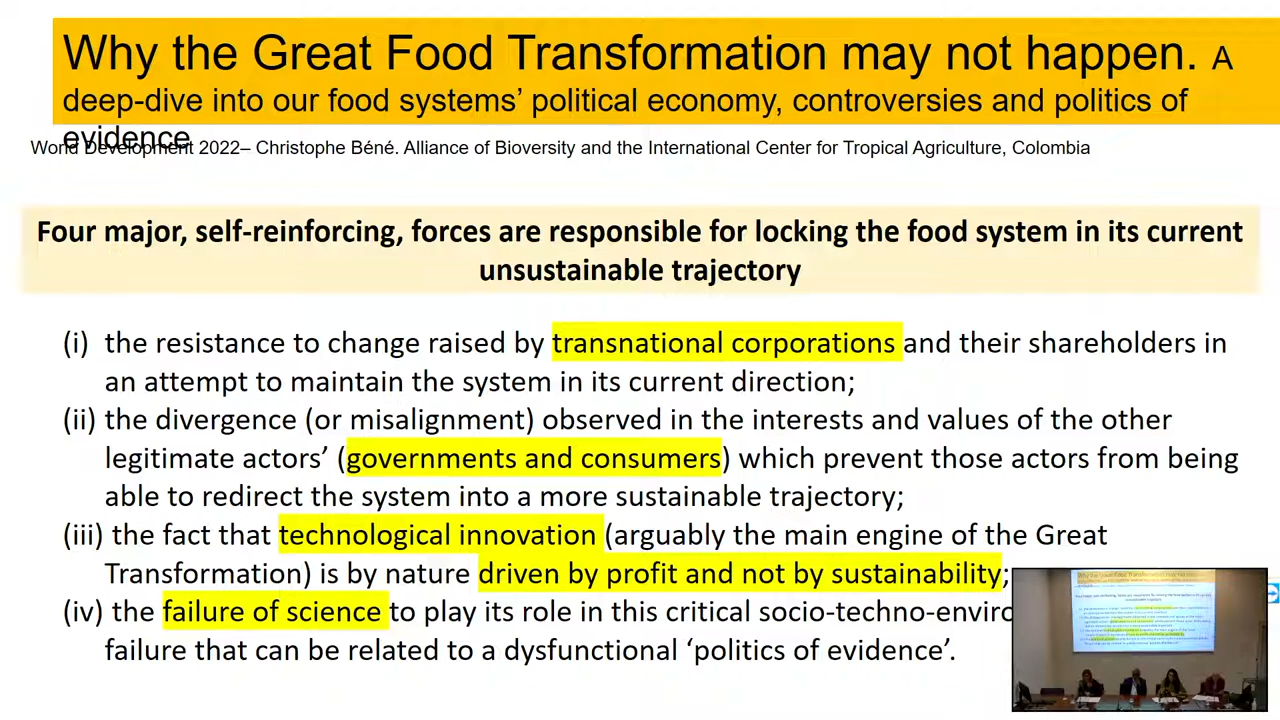 Why the Great Food Transformation may not happen. A
deep-dive into our food systems’ political economy, controversies and politics of
evidence
World Development 2022– Christophe Béné. Alliance of Bioversity and the International Center for Tropical Agriculture, Colombia
Four major, self-reinforcing, forces are responsible for locking the food system in its current
unsustainable trajectory
(i) the resistance to change raised by transnational corporations and their shareholders in
an attempt to maintain the system in its current direction;
(ii) the divergence (or misalignment) observed in the interests and values of the other
legitimate actors’ (governments and consumers) which prevent those actors from being
able to redirect the system into a more sustainable trajectory;
(iii) the fact that technological innovation (arguably the main engine of the Great
Transformation) is by nature driven by profit and not by sustainability;
(iv) the failure of science to play its role in this critical socio-techno-enviro
failure that can be related to a dysfunctional ‘politics of evidence’.